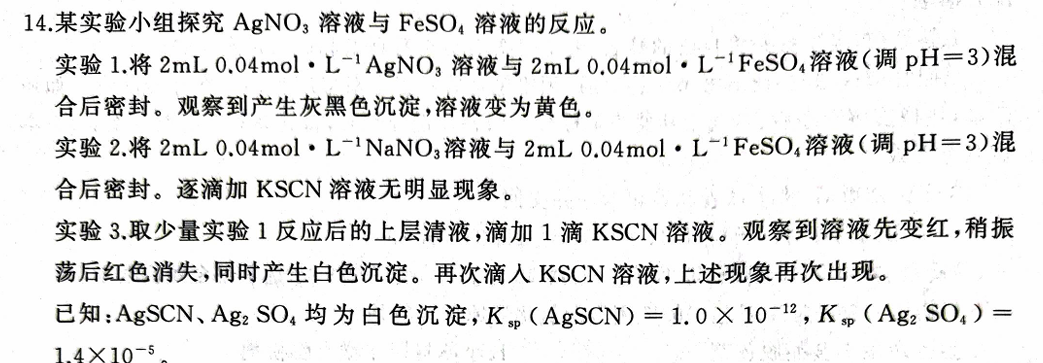 14.某实验小组探究 AgNO₃ 溶液与 FeSO₄ 溶液的反应。
实验 1.将 2mL 0.04mol·L⁻¹ AgNO₃ 溶液与 2mL 0.04mol·L⁻¹ FeSO₄溶液(调 pH=3)混
合后密封。观察到产生灰黑色沉淀,溶液变为黄色。
实验 2.将 2mL 0.04mol·L⁻¹ NaNO₃溶液与 2mL 0.04mol·L⁻¹ FeSO₄溶液(调 pH=3)混
合后密封。逐滴加 KSCN 溶液无明显现象。
实验 3.取少量实验 1 反应后的上层清液,滴加 1 滴 KSCN 溶液。观察到溶液先变红,稍振
荡后红色消失,同时产生白色沉淀。再次滴入 KSCN 溶液,上述现象再次出现。
已知:AgSCN、Ag₂SO₄ 均为白色沉淀,Kₛₚ(AgSCN)=1.0×10⁻¹²,Kₛₚ(Ag₂SO₄)=
1.4×10⁻⁵。